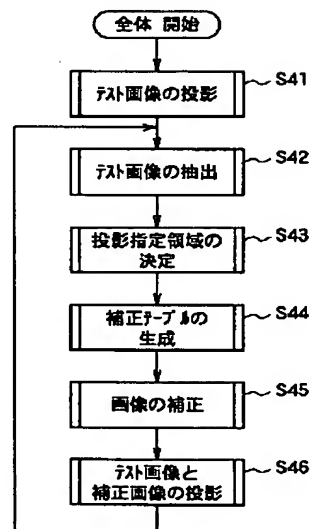 全体 開始
テスト画像の投影
S41
テスト画像の抽出
S42
投影指定領域の
決定
S43
補正テーブルの
生成
S44
画像の補正
S45
テスト画像と
補正画像の投影
S46